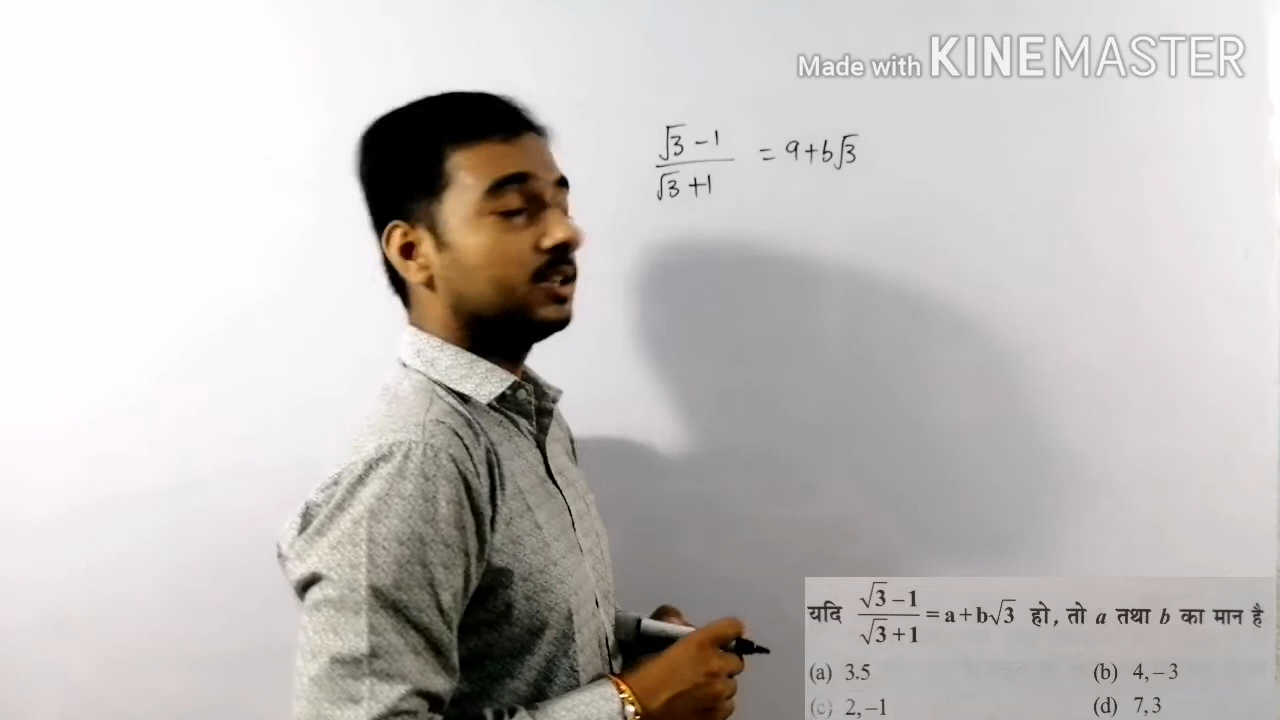 Made with KINEMASTER
√3 - 1 / √3 + 1 = a + b√3
यदि √3 – 1 / √3 + 1 = a + b√3 हो, तो a तथा b का मान है
(a) 3.5 (b) 4, – 3
(c) 2, –1 (d) 7, 3